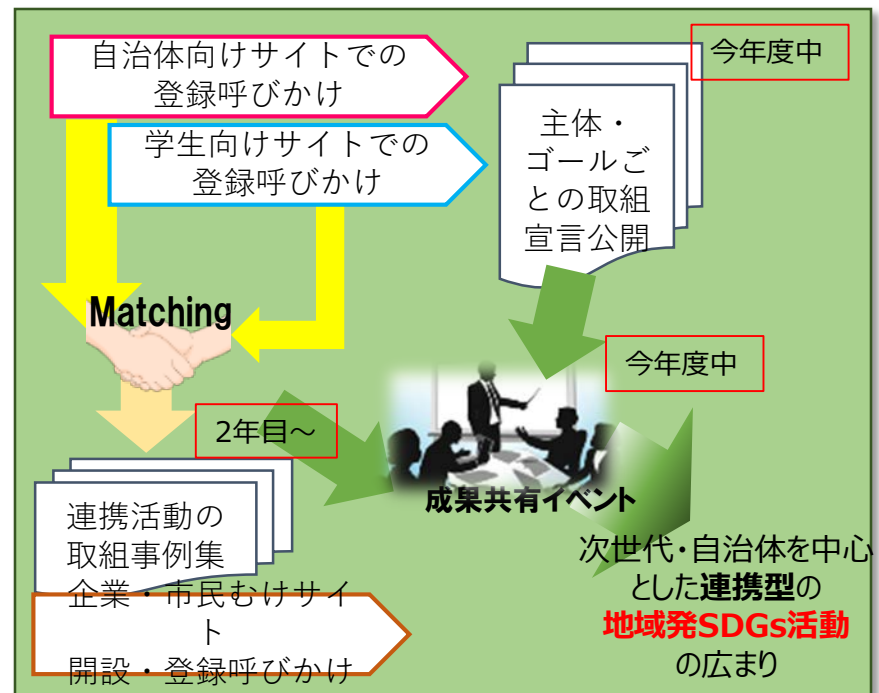 自治体向けサイトでの
登録呼びかけ
今年度中
学生向けサイトでの
登録呼びかけ
主体・
ゴールご
との取組
宣言公開
Matching
今年度中
2年目～
成果共有イベント
連携活動の
取組事例集
企業・市民むけサイ
ト
開設・登録呼びかけ
次世代・自治体を中心
とした連携型の
地域発SDGs活動
の広まり